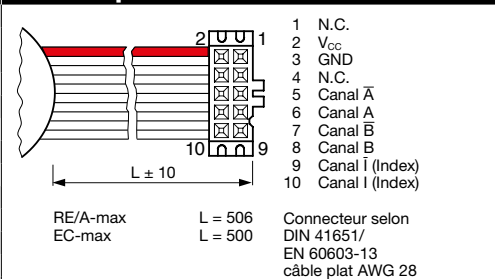 2 1
10 9
L ± 10
1 N.C.
2 V_CC
3 GND
4 N.C.
5 Canal A̅
6 Canal A
7 Canal B̅
8 Canal B
9 Canal I̅ (Index)
10 Canal I (Index)
RE/A-max L = 506
EC-max L = 500
Connecteur selon
DIN 41651/
EN 60603-13
câble plat AWG 28